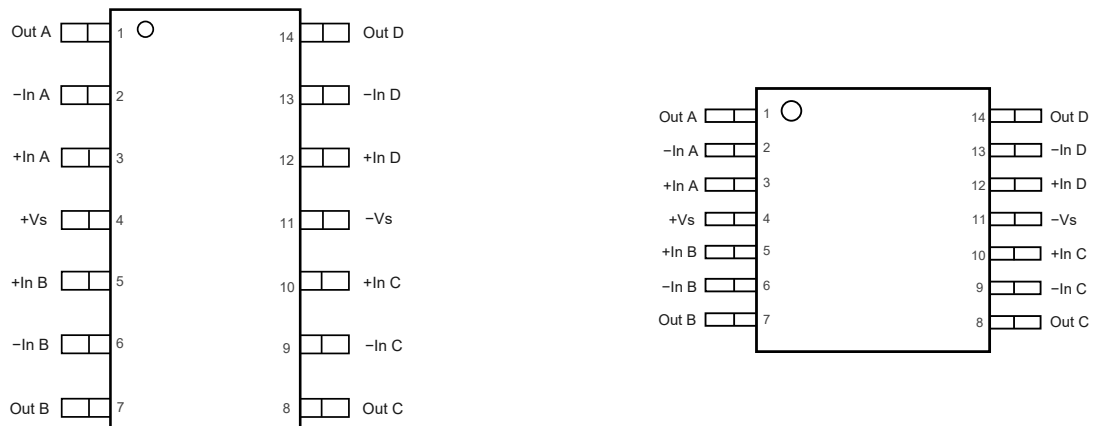 Out A 1 14 Out D
−In A 2 13 −In D
+In A 3 12 +In D
+Vs 4 11 −Vs
+In B 5 10 +In C
−In B 6 9 −In C
Out B 7 8 Out C
Out A 1 14 Out D
−In A 2 13 −In D
+In A 3 12 +In D
+Vs 4 11 −Vs
+In B 5 10 +In C
−In B 6 9 −In C
Out B 7 8 Out C